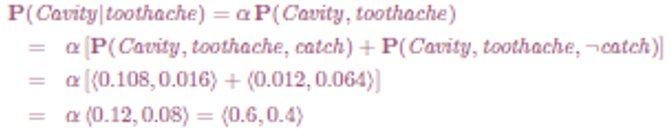 P(Cavity|toothache) = α P(Cavity, toothache)
= α [P(Cavity, toothache, catch) + P(Cavity, toothache, ¬catch)]
= α [⟨0.108, 0.016⟩ + ⟨0.012, 0.064⟩]
= α ⟨0.12, 0.08⟩ = ⟨0.6, 0.4⟩